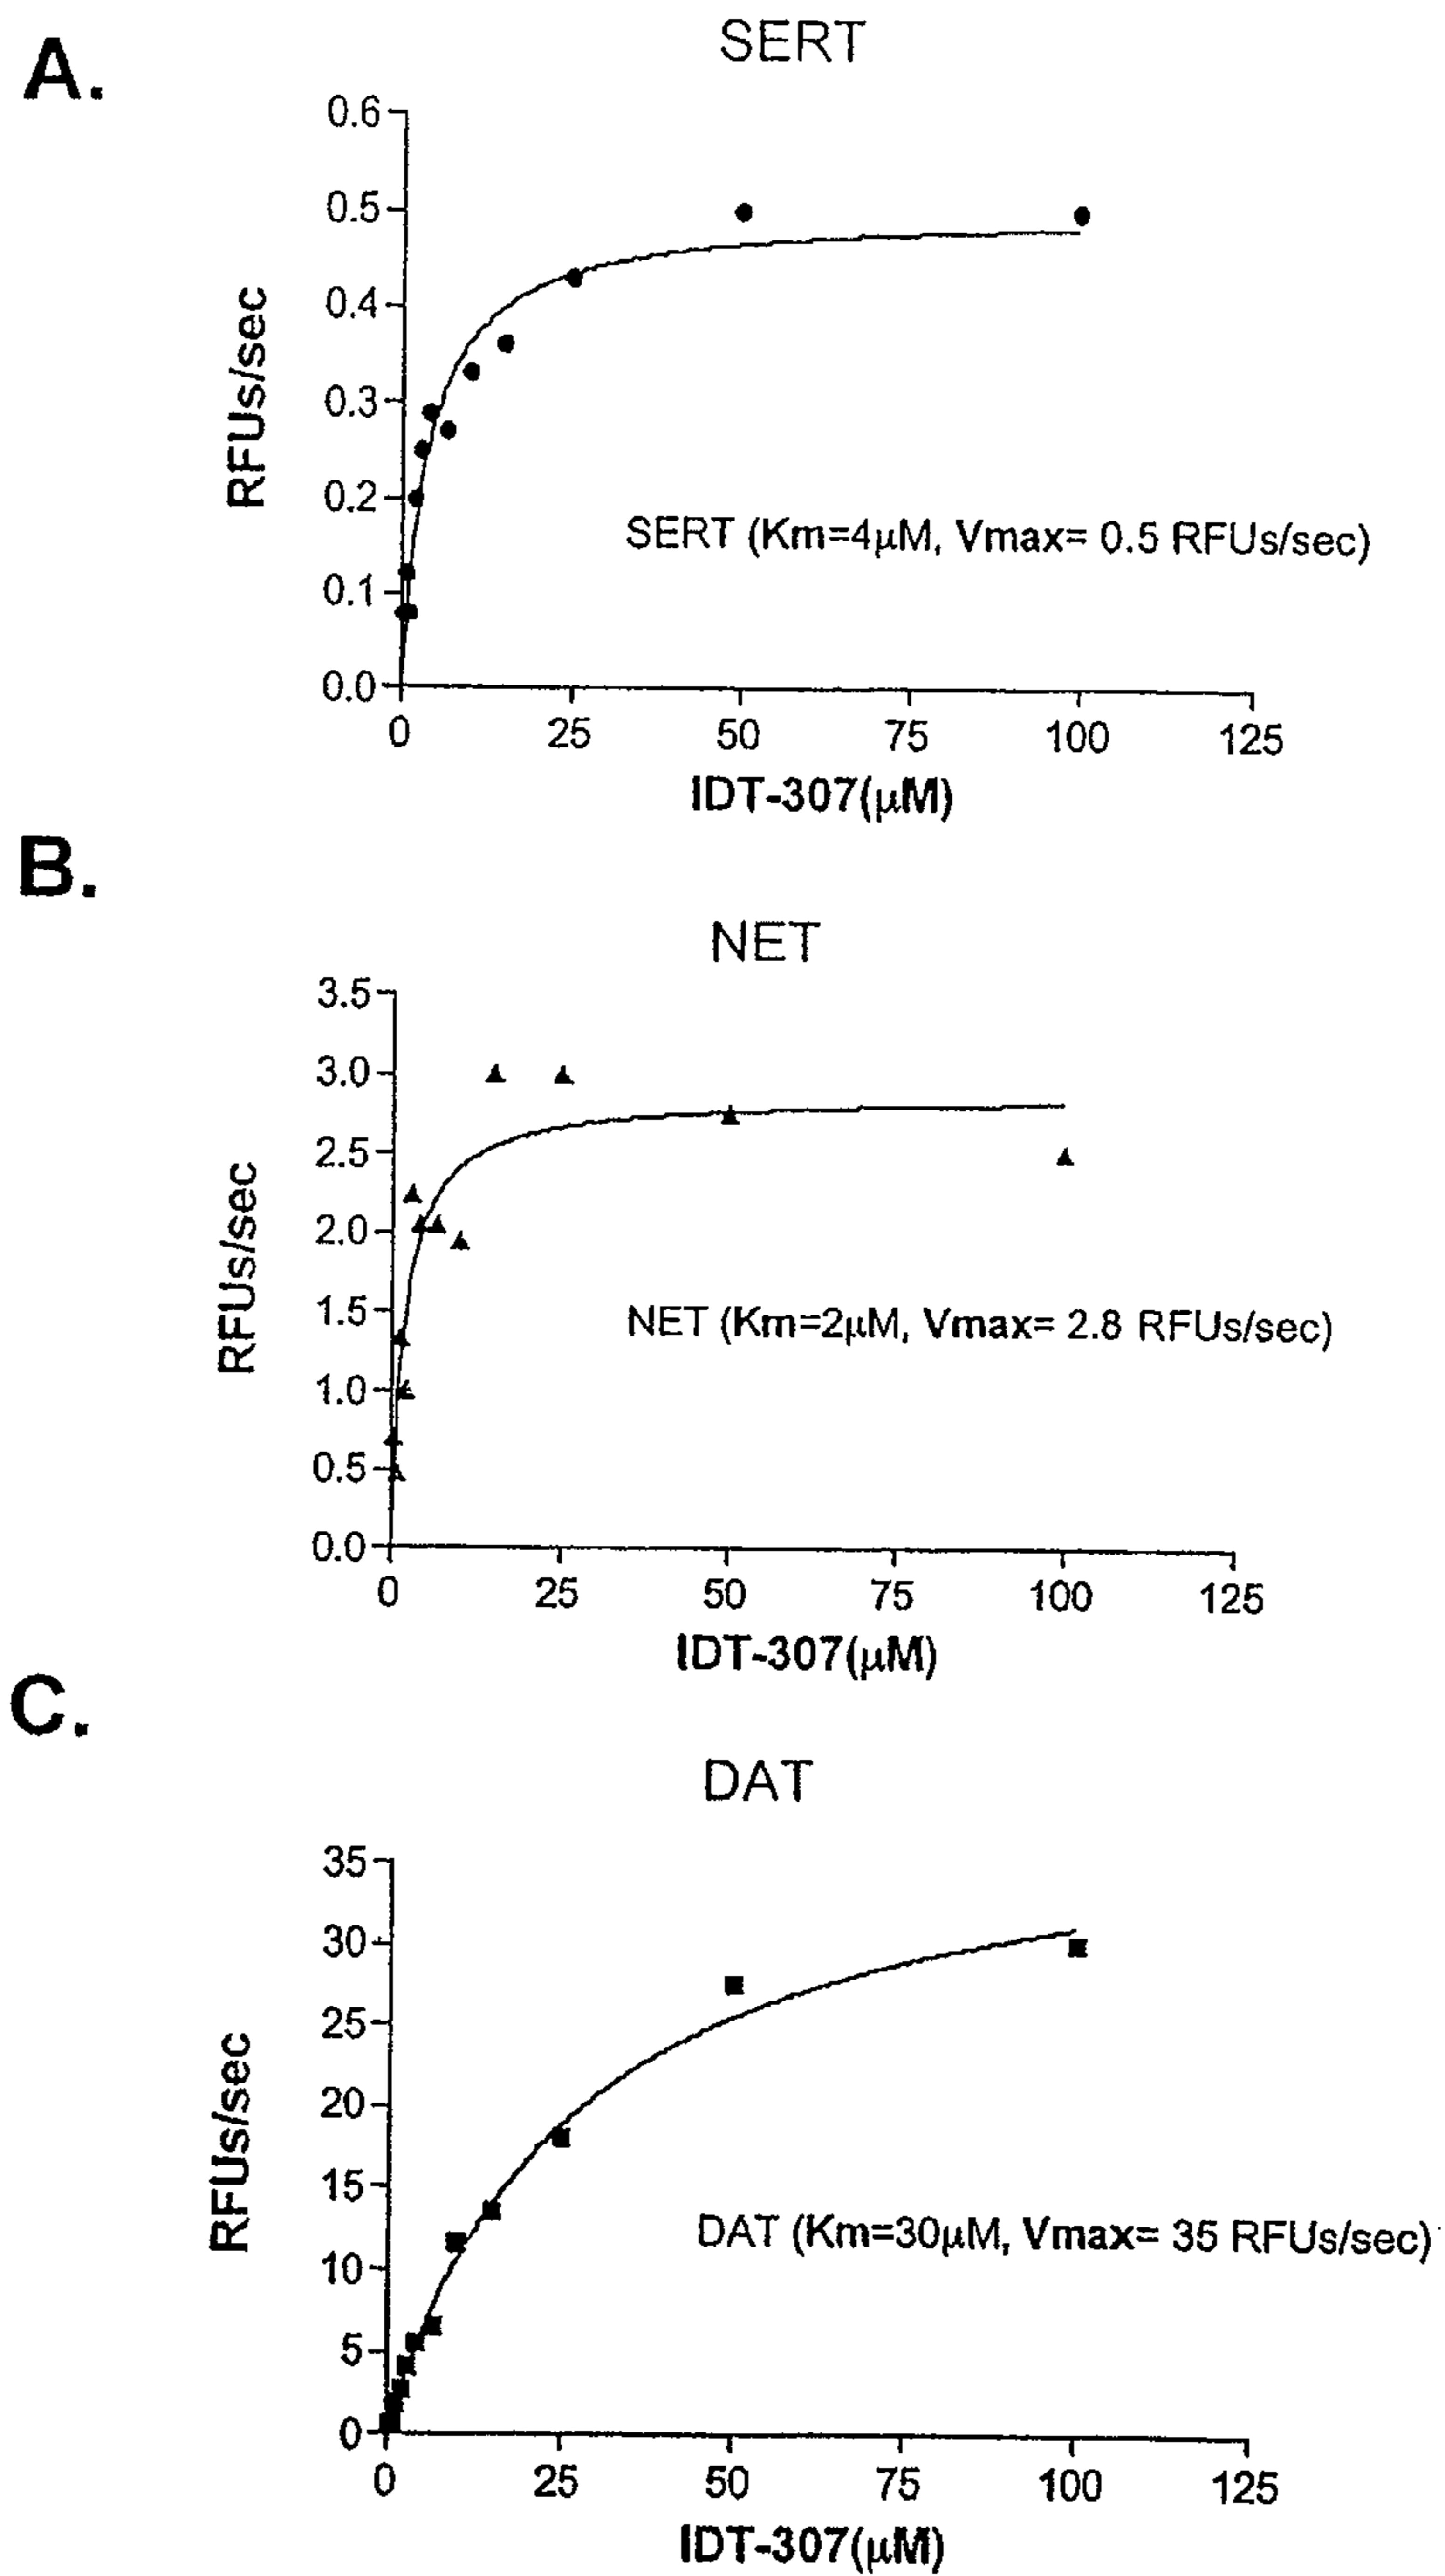 A.
SERT
0.6
0.5
0.4
0.3
0.2
0.1
0.0
RFUs/sec
SERT (Km=4μM, Vmax= 0.5 RFUs/sec)
0 25 50 75 100 125
IDT-307(μM)
B.
NET
3.5
3.0
2.5
2.0
1.5
1.0
0.5
0.0
RFUs/sec
NET (Km=2μM, Vmax= 2.8 RFUs/sec)
0 25 50 75 100 125
IDT-307(μM)
C.
DAT
35
30
25
20
15
10
5
0
RFUs/sec
DAT (Km=30μM, Vmax= 35 RFUs/sec)
0 25 50 75 100 125
IDT-307(μM)